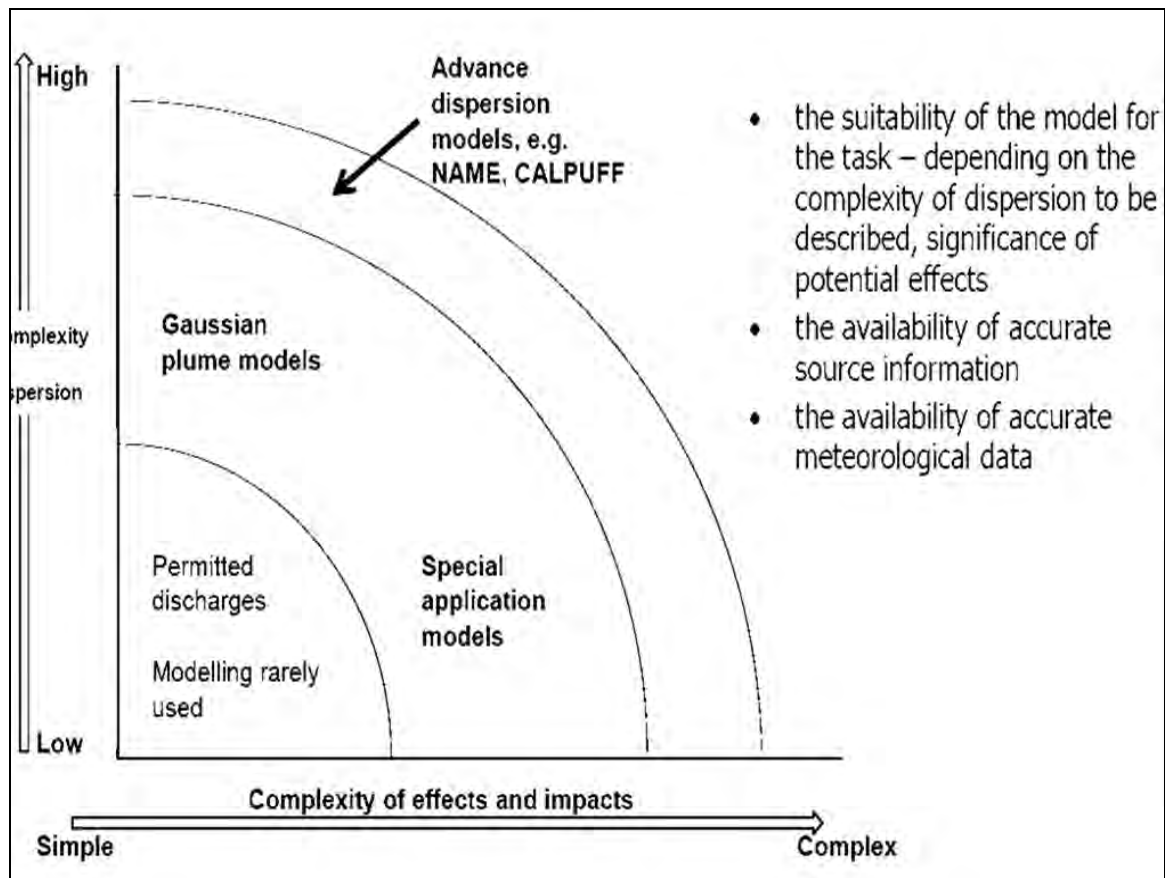 High
Advance
dispersion
models, e.g.
NAME, CALPUFF
Gaussian
plume models
omplexity
spersion
Permitted
discharges
Modelling rarely
used
Special
application
models
Low
Complexity of effects and impacts
Simple
Complex
• the suitability of the model for
the task – depending on the
complexity of dispersion to be
described, significance of
potential effects
• the availability of accurate
source information
• the availability of accurate
meteorological data